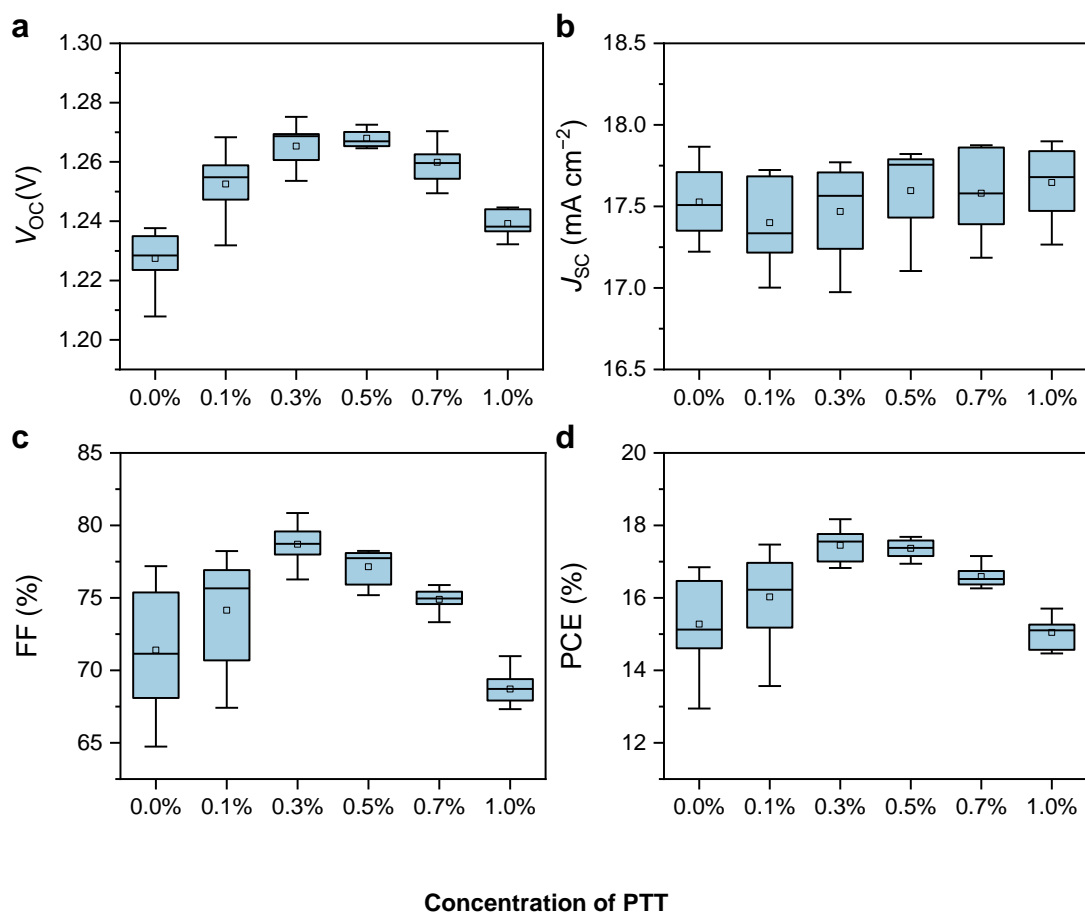 a
1.30
1.28
1.26
1.24
1.22
1.20
V_OC(V)
0.0% 0.1% 0.3% 0.5% 0.7% 1.0%
b
18.5
18.0
17.5
17.0
16.5
J_SC (mA cm⁻²)
0.0% 0.1% 0.3% 0.5% 0.7% 1.0%
c
85
80
75
70
65
FF (%)
0.0% 0.1% 0.3% 0.5% 0.7% 1.0%
d
20
18
16
14
12
PCE (%)
0.0% 0.1% 0.3% 0.5% 0.7% 1.0%
Concentration of PTT